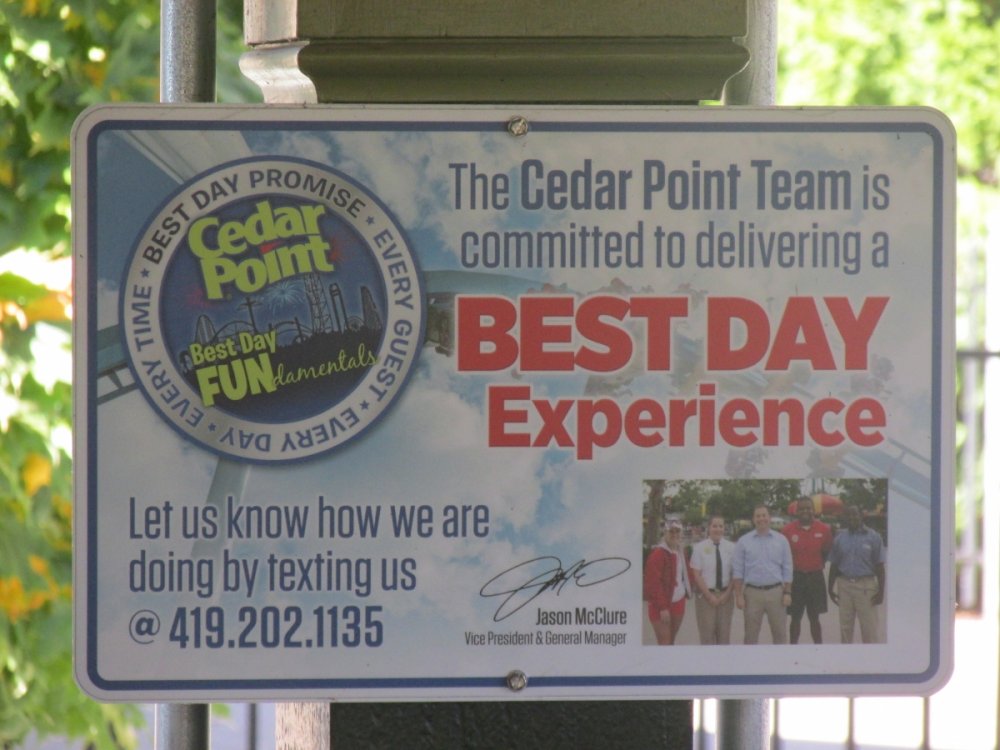 BEST DAY PROMISE ★ EVERY GUEST ★ EVERY DAY ★ EVERY TIME ★
Cedar
Point
Best Day
FUNdamentals
The Cedar Point Team is
committed to delivering a
BEST DAY
Experience
Let us know how we are
doing by texting us
@ 419.202.1135
Jason McClure
Vice President & General Manager